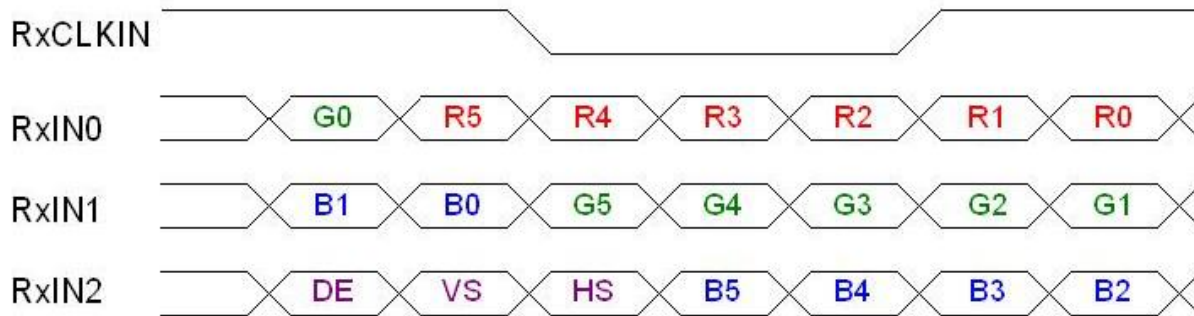 RxCLKIN
RxIN0 G0 R5 R4 R3 R2 R1 R0
RxIN1 B1 B0 G5 G4 G3 G2 G1
RxIN2 DE VS HS B5 B4 B3 B2